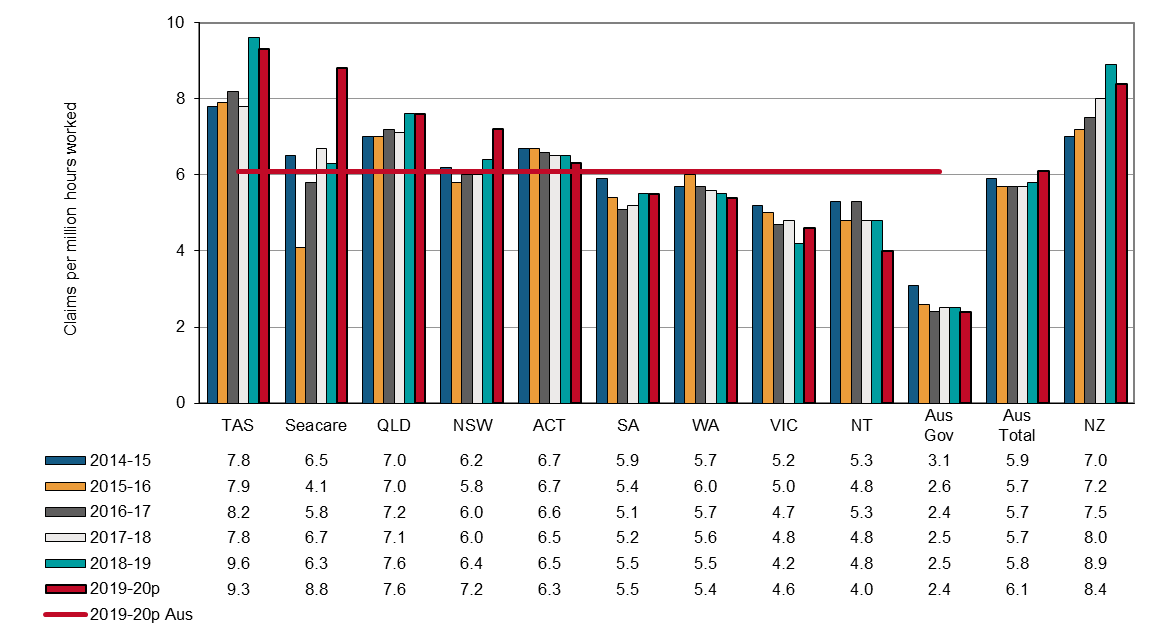 10
8
6
4
2
0
Claims per million hours worked
TAS Seacare QLD NSW ACT SA WA VIC NT Aus Gov Aus Total NZ
2014-15 7.8 6.5 7.0 6.2 6.7 5.9 5.7 5.2 5.3 3.1 5.9 7.0
2015-16 7.9 4.1 7.0 5.8 6.7 5.4 6.0 5.0 4.8 2.6 5.7 7.2
2016-17 8.2 5.8 7.2 6.0 6.6 5.1 5.7 4.7 5.3 2.4 5.7 7.5
2017-18 7.8 6.7 7.1 6.0 6.5 5.2 5.6 4.8 4.8 2.5 5.7 8.0
2018-19 9.6 6.3 7.6 6.4 6.5 5.5 5.5 4.2 4.8 2.5 5.8 8.9
2019-20p 9.3 8.8 7.6 7.2 6.3 5.5 5.4 4.6 4.0 2.4 6.1 8.4
2019-20p Aus